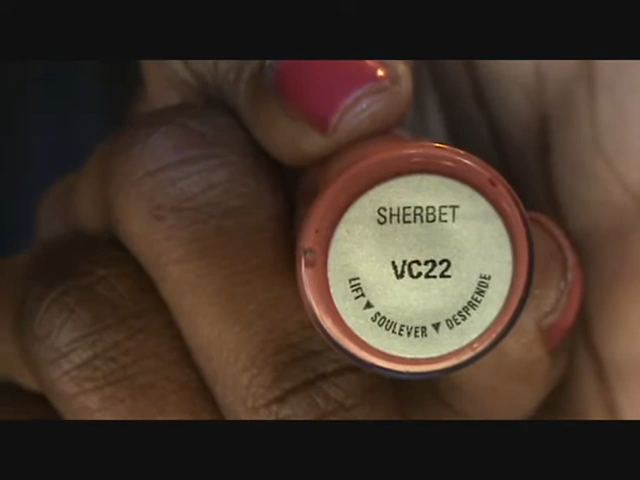 SHERBET
VC22
LIFT ▼ SOULEVER ▼ DESPRENDE